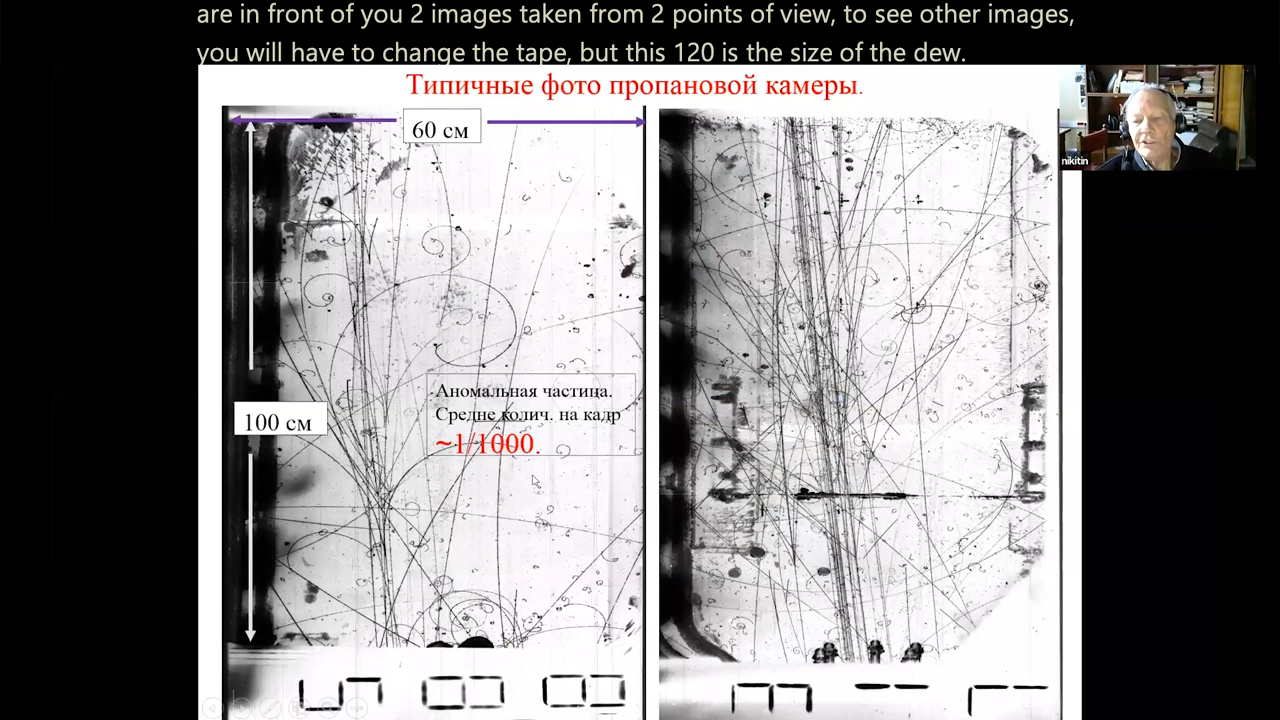 are in front of you 2 images taken from 2 points of view, to see other images,
you will have to change the tape, but this 120 is the size of the dew.
Типичные фото пропановой камеры.
60 см
nikitin
Аномальная частица.
Средне колич. на кадр
~1/1000.
100 см